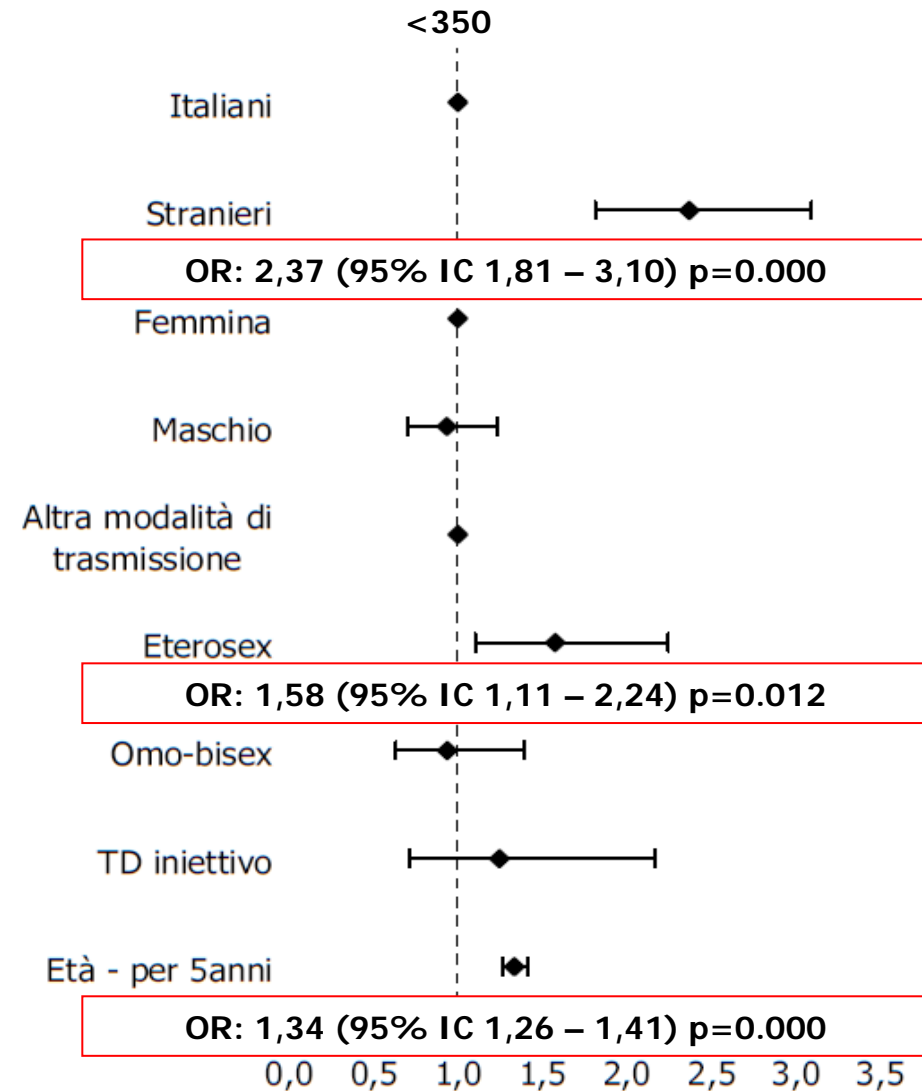 <350
Italiani
Stranieri
OR: 2,37 (95% IC 1,81 – 3,10) p=0.000
Femmina
Maschio
Altra modalità di
trasmissione
Eterosex
OR: 1,58 (95% IC 1,11 – 2,24) p=0.012
Omo-bisex
TD iniettivo
Età - per 5anni
OR: 1,34 (95% IC 1,26 – 1,41) p=0.000
0,0 0,5 1,0 1,5 2,0 2,5 3,0 3,5